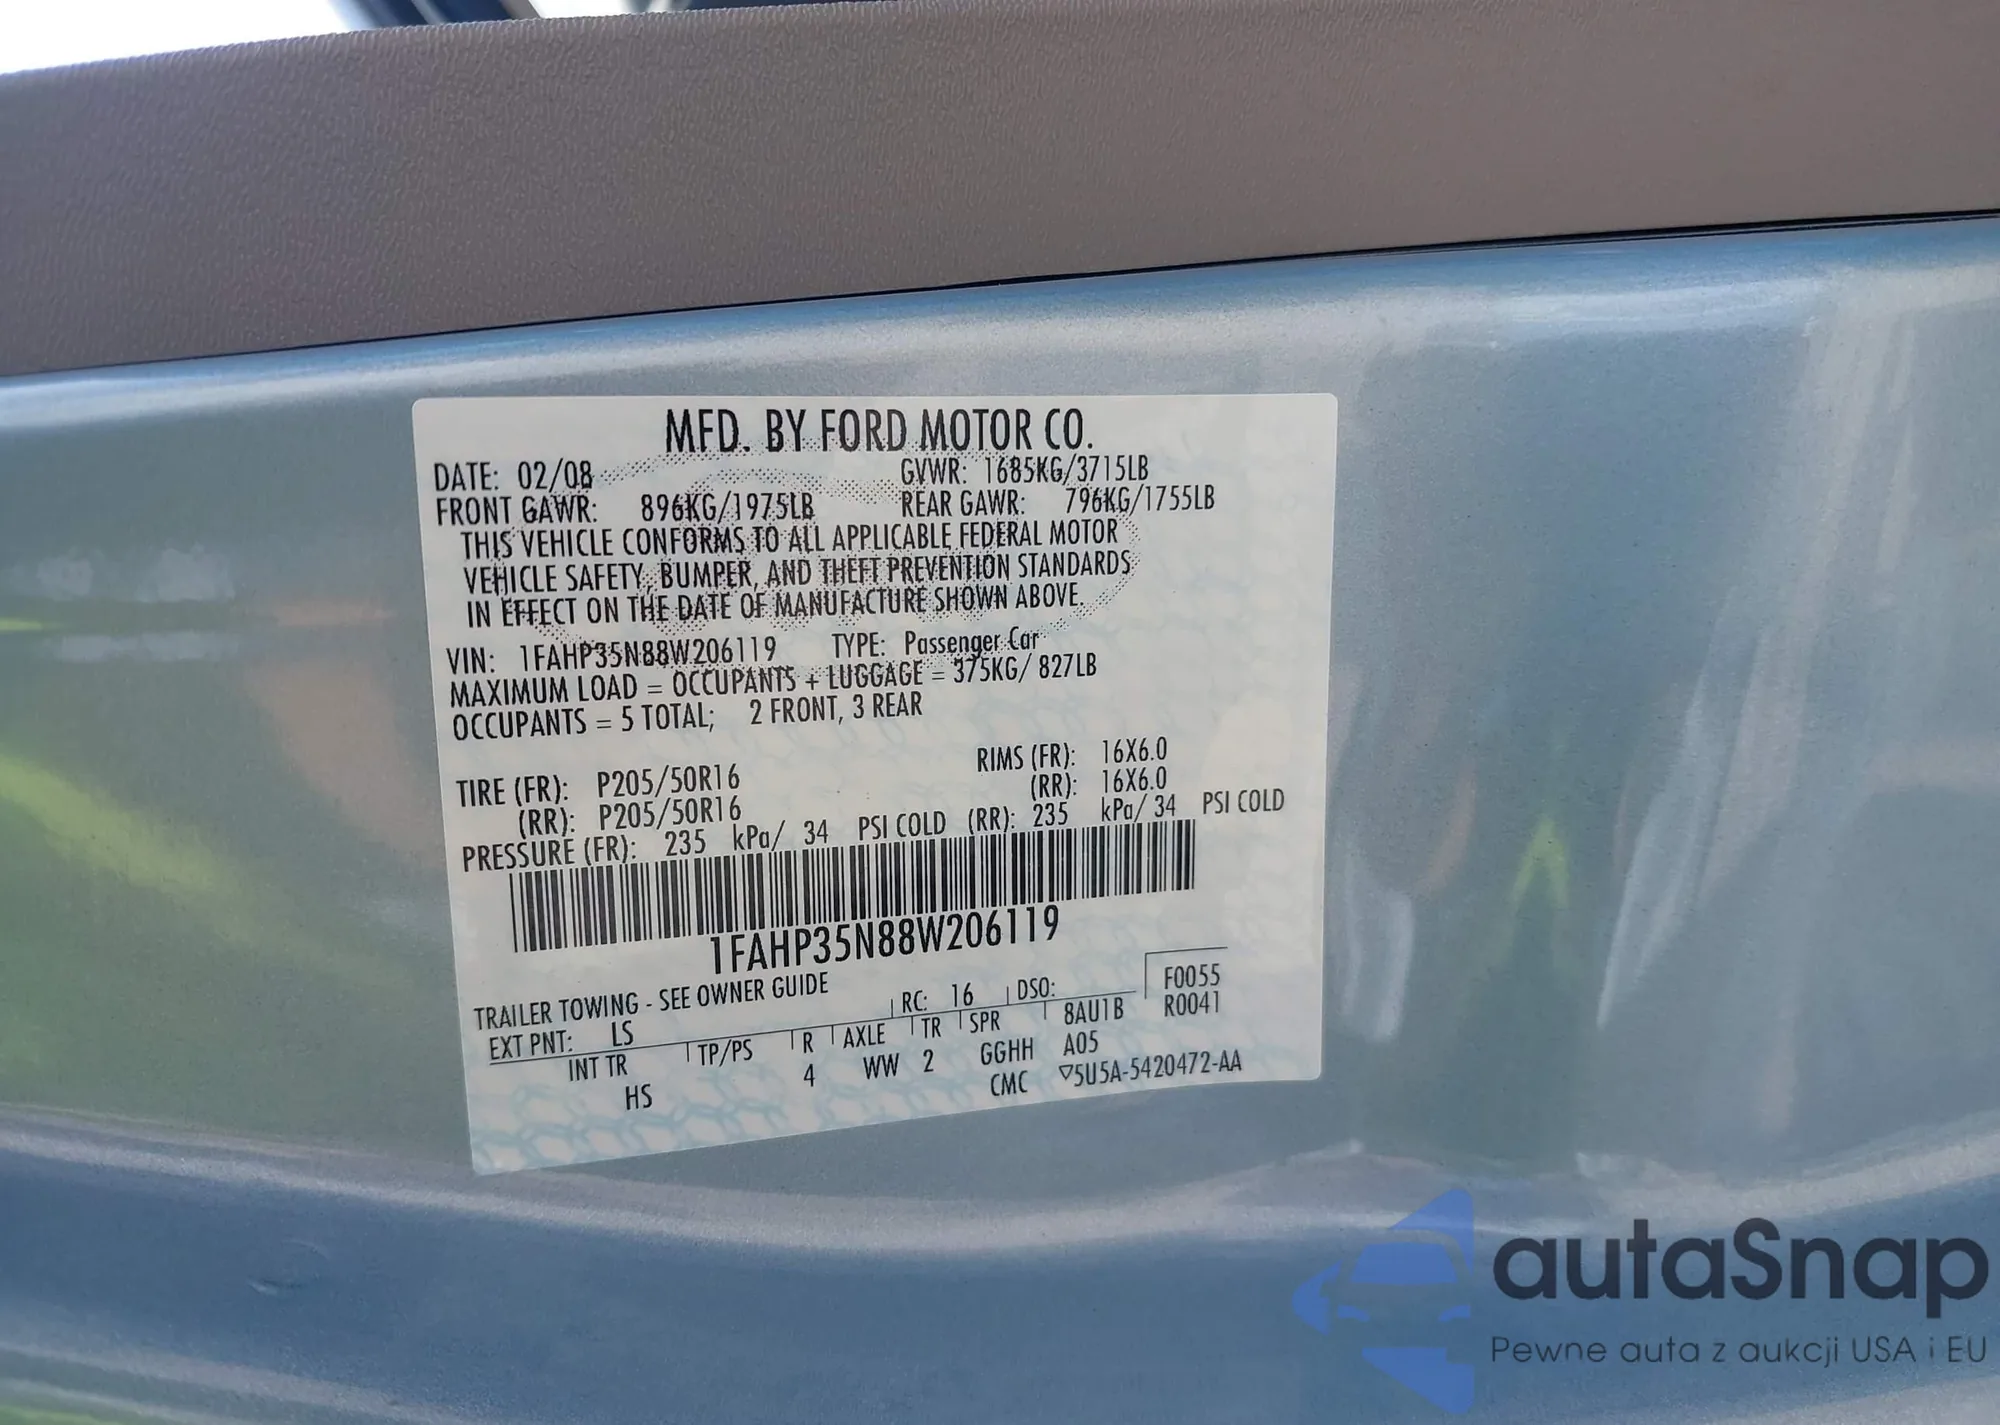 MFD. BY FORD MOTOR CO.
DATE: 02/08 GVWR: 1685KG/3715LB
FRONT GAWR: 896KG/1975LB REAR GAWR: 796KG/1755LB
THIS VEHICLE CONFORMS TO ALL APPLICABLE FEDERAL MOTOR
VEHICLE SAFETY, BUMPER, AND THEFT PREVENTION STANDARDS
IN EFFECT ON THE DATE OF MANUFACTURE SHOWN ABOVE.
VIN: 1FAHP35N88W206119 TYPE: Passenger Car
MAXIMUM LOAD = OCCUPANTS + LUGGAGE = 375KG/ 827LB
OCCUPANTS = 5 TOTAL; 2 FRONT, 3 REAR
TIRE (FR): P205/50R16 RIMS (FR): 16X6.0
(RR): P205/50R16 (RR): 16X6.0
PRESSURE (FR): 235 kPa/ 34 PSI COLD (RR): 235 kPa/ 34 PSI COLD
1FAHP35N88W206119
TRAILER TOWING - SEE OWNER GUIDE
EXT PNT: LS RC: 16 DSO: F0055
INT TR TP/PS R AXLE TR SPR 8AU1B R0041
HS 4 WW 2 GGHH A05
CMC ▽5U5A-5420472-AA
autaSnap
Pewne auta z aukcji USA i EU